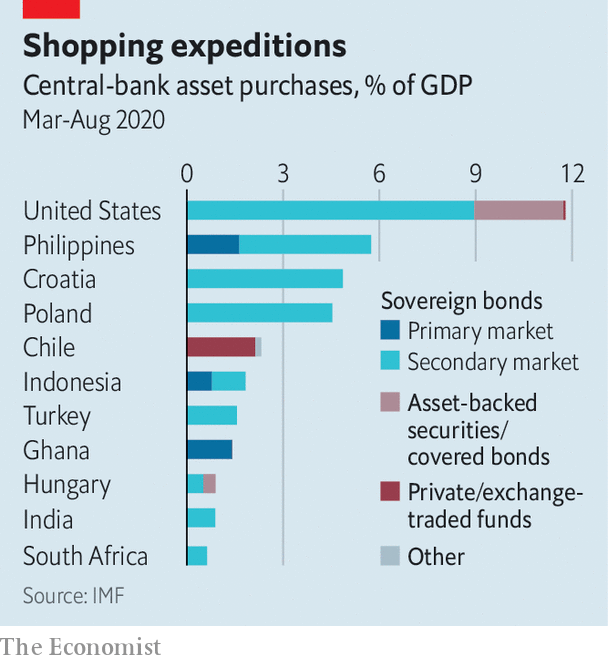 Shopping expeditions
Central-bank asset purchases, % of GDP
Mar-Aug 2020
0 3 6 9 12
United States
Philippines
Croatia
Poland
Chile
Indonesia
Turkey
Ghana
Hungary
India
South Africa
Sovereign bonds
Primary market
Secondary market
Asset-backed
securities/
covered bonds
Private/exchange-
traded funds
Other
Source: IMF
The Economist